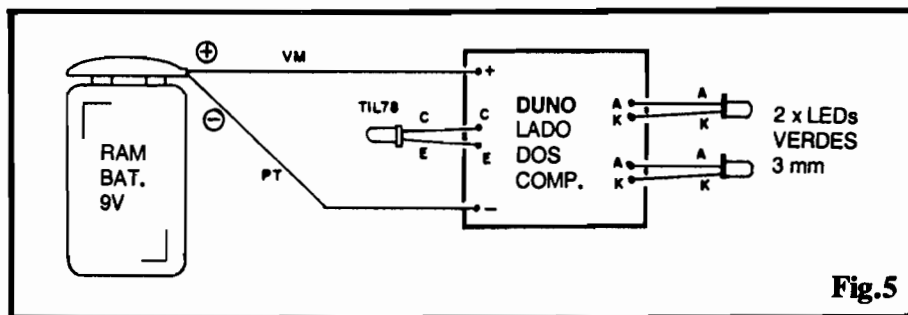 +
VM
−
PT
RAM
BAT.
9V
TIL78
C
E
+
C
E
−
DUNO
LADO
DOS
COMP.
A
K
A
K
A
K
A
K
2 x LEDs
VERDES
3 mm
Fig.5